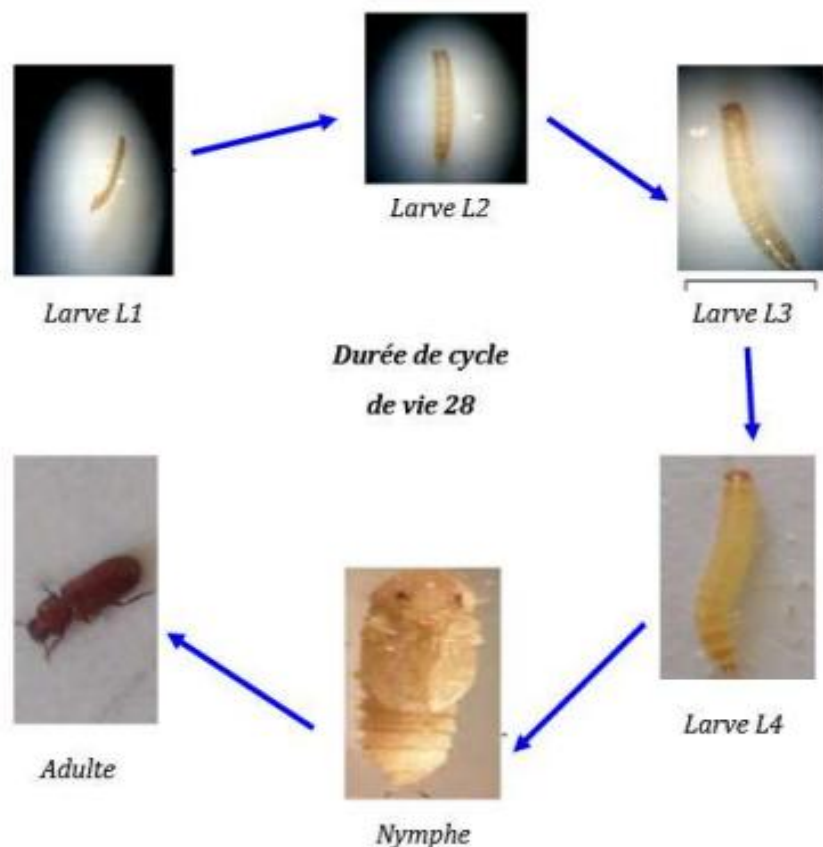 Larve L2
Larve L1
Larve L3
Durée de cycle
de vie 28
Larve L4
Adulte
Nymphe